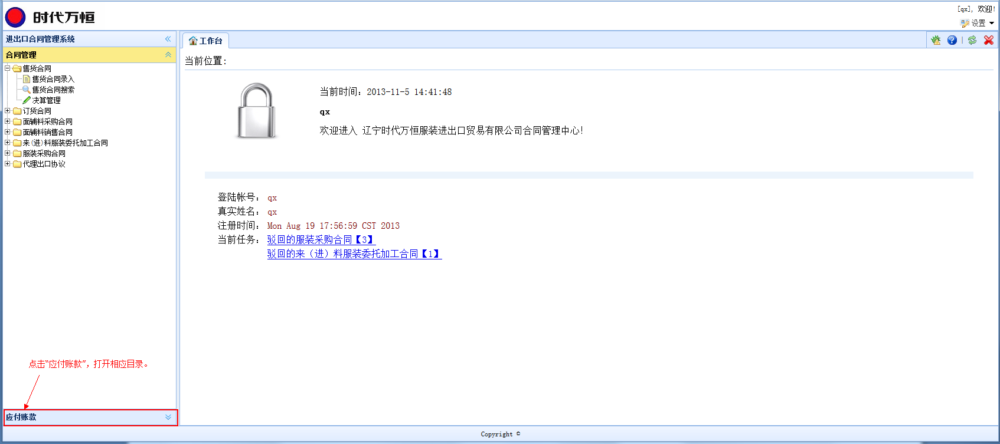 时代万恒
[qx], 欢迎!
设置
进出口合同管理系统
工作台
合同管理
售货合同
售货合同录入
售货合同搜索
决算管理
订货合同
面辅料采购合同
面辅料销售合同
来(进)料服装委托加工合同
服装采购合同
代理出口协议
点击“应付账款”，打开相应目录。
应付账款
当前位置:
当前时间：2013-11-5 14:41:48
qx
欢迎进入 辽宁时代万恒服装进出口贸易有限公司合同管理中心!
登陆帐号： qx
真实姓名： qx
注册时间： Mon Aug 19 17:56:59 CST 2013
当前任务： 驳回的服装采购合同【3】
驳回的来（进）料服装委托加工合同【1】
Copyright ©